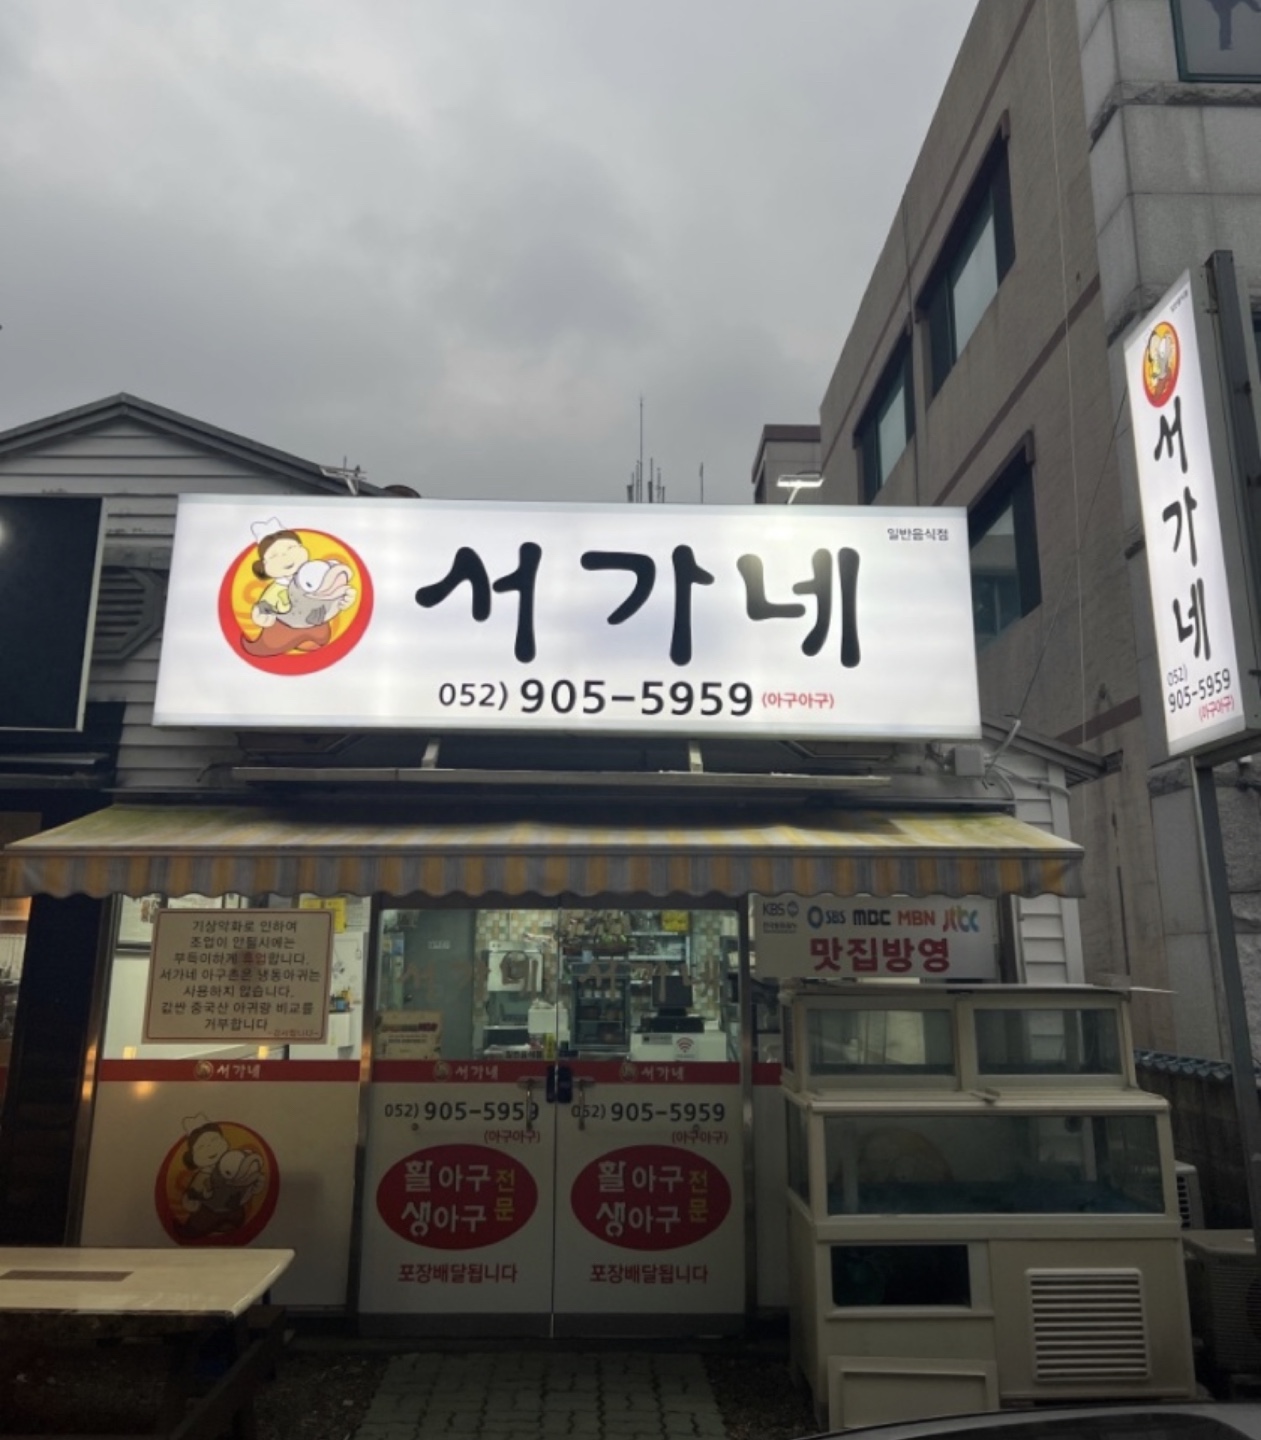 일반음식점
서가네
052) 905-5959 (아구아구)
서
가
네
052)
905-5959
(아구아구)
기상악화로 인하여
조업이 안될시에는
부득이하게 휴업합니다.
서가네 아구촌은 냉동아귀는
사용하지 않습니다.
값싼 중국산 아귀랑 비교를
거부합니다
감사합니다~
KBS SBS MBC MBN jtbc
맛집방영
서가네
서가네
서가네
052) 905-5959
(아구아구)
활아구
생아구
전문
포장배달됩니다
052) 905-5959
(아구아구)
활아구
생아구
전문
포장배달됩니다